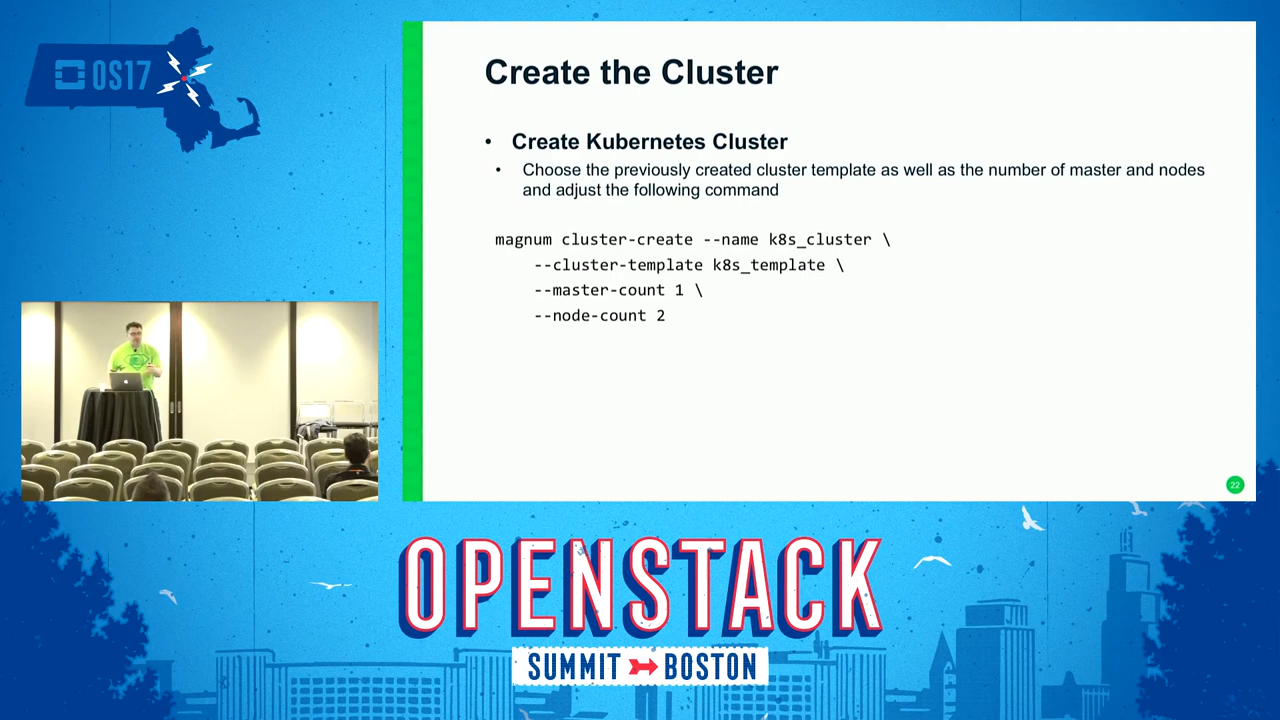 OS17
Create the Cluster
• Create Kubernetes Cluster
• Choose the previously created cluster template as well as the number of master and nodes
and adjust the following command
magnum cluster-create --name k8s_cluster \
--cluster-template k8s_template \
--master-count 1 \
--node-count 2
22
OPENSTACK
SUMMIT BOSTON